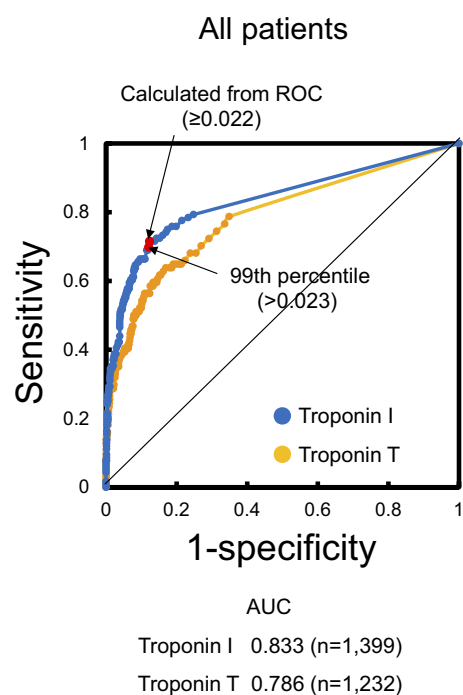 All patients
Calculated from ROC
(≥0.022)
1
0.8
0.6
0.4
0.2
0
Sensitivity
99th percentile
(>0.023)
Troponin I
Troponin T
0
0.2
0.4
0.6
0.8
1
1-specificity
AUC
Troponin I 0.833 (n=1,399)
Troponin T 0.786 (n=1,232)